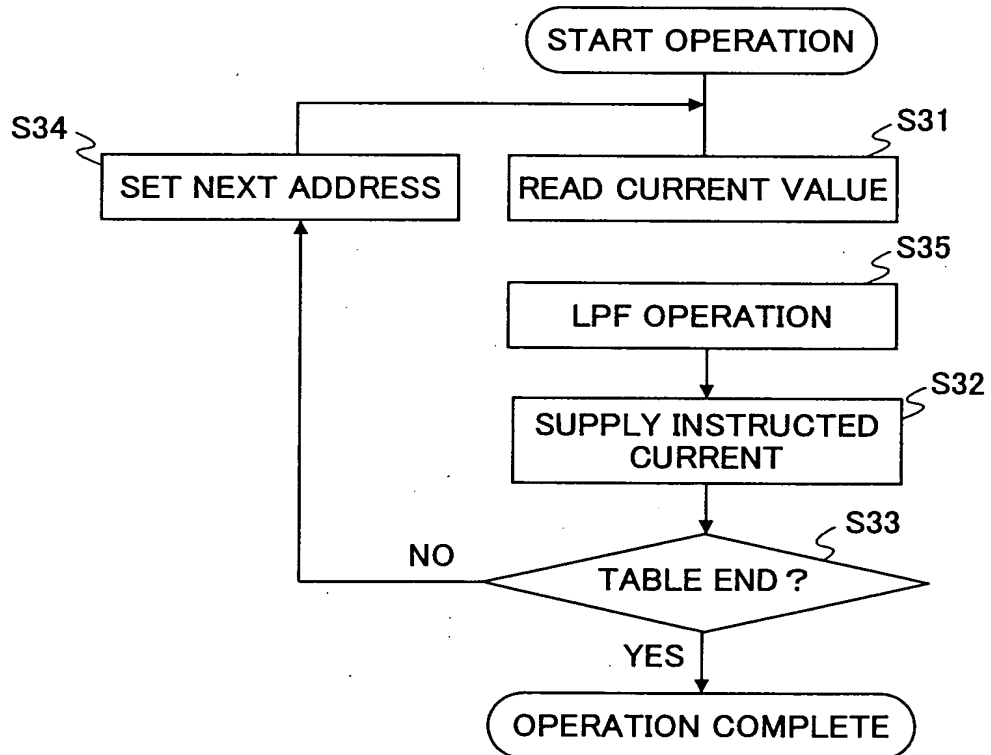 START OPERATION
S34
S31
SET NEXT ADDRESS
READ CURRENT VALUE
S35
LPF OPERATION
S32
SUPPLY INSTRUCTED
CURRENT
S33
NO
TABLE END ?
YES
OPERATION COMPLETE